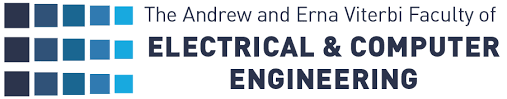 The Andrew and Erna Viterbi Faculty of
ELECTRICAL & COMPUTER
ENGINEERING